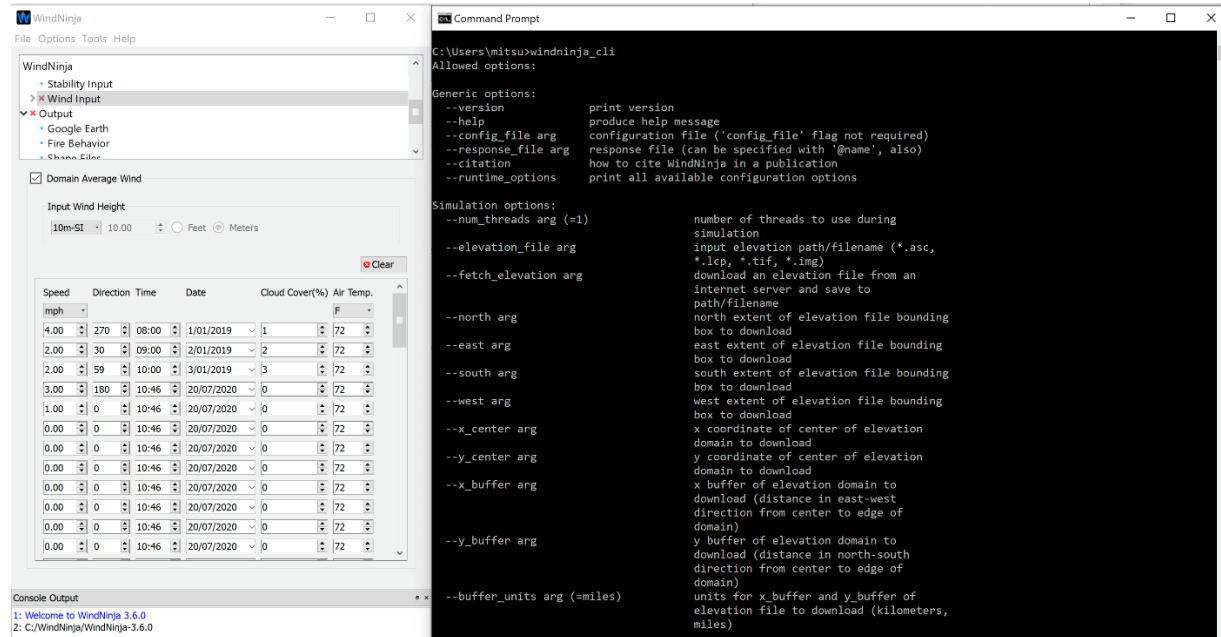 WindNinja
File Options Tools Help
WindNinja
Stability Input
Wind Input
Output
Google Earth
Fire Behavior
Shape Files
Domain Average Wind
Input Wind Height
10m-SI 10.00 Feet Meters
Clear
Speed Direction Time Date Cloud Cover(%) Air Temp.
mph F
4.00 270 08:00 1/01/2019 1 72
2.00 30 09:00 2/01/2019 2 72
2.00 59 10:00 3/01/2019 3 72
3.00 180 10:46 20/07/2020 0 72
1.00 0 10:46 20/07/2020 0 72
0.00 0 10:46 20/07/2020 0 72
0.00 0 10:46 20/07/2020 0 72
0.00 0 10:46 20/07/2020 0 72
0.00 0 10:46 20/07/2020 0 72
0.00 0 10:46 20/07/2020 0 72
0.00 0 10:46 20/07/2020 0 72
0.00 0 10:46 20/07/2020 0 72
Console Output
1: Welcome to WindNinja 3.6.0
2: C:/WindNinja/WindNinja-3.6.0
Command Prompt
C:\Users\mitsu>windninja_cli
Allowed options:
Generic options:
--version print version
--help produce help message
--config_file arg configuration file ('config_file' flag not required)
--response_file arg response file (can be specified with '@name', also)
--citation how to cite WindNinja in a publication
--runtime_options print all available configuration options
Simulation options:
--num_threads arg (=1) number of threads to use during
simulation
--elevation_file arg input elevation path/filename (*.asc,
*.lcp, *.tif, *.img)
--fetch_elevation arg download an elevation file from an
internet server and save to
path/filename
--north arg north extent of elevation file bounding
box to download
--east arg east extent of elevation file bounding
box to download
--south arg south extent of elevation file bounding
box to download
--west arg west extent of elevation file bounding
box to download
--x_center arg x coordinate of center of elevation
domain to download
--y_center arg y coordinate of center of elevation
domain to download
--x_buffer arg x buffer of elevation domain to
download (distance in east-west
direction from center to edge of
domain)
--y_buffer arg y buffer of elevation domain to
download (distance in north-south
direction from center to edge of
domain)
--buffer_units arg (=miles) units for x_buffer and y_buffer of
elevation file to download (kilometers,
miles)